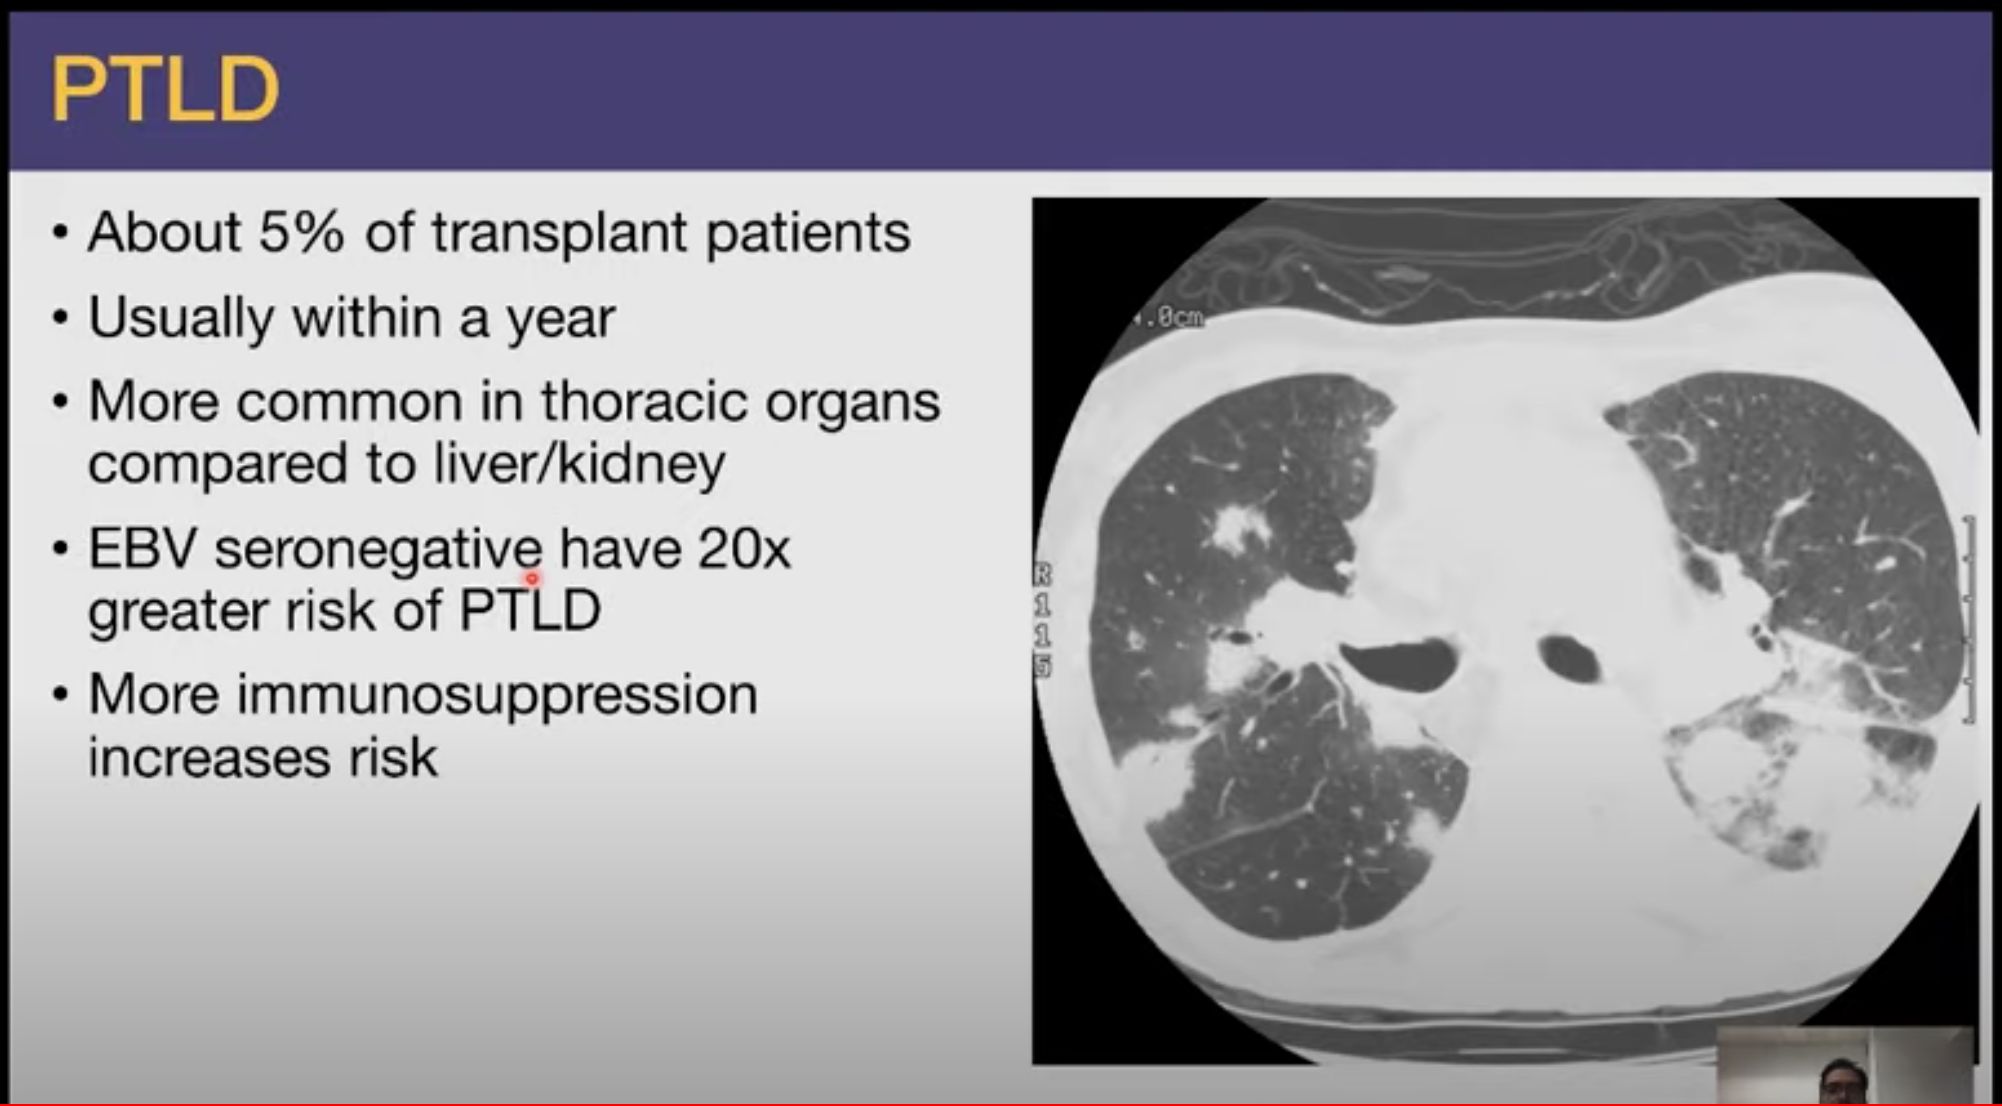 PTLD
• About 5% of transplant patients
• Usually within a year
• More common in thoracic organs
compared to liver/kidney
• EBV seronegative have 20x
greater risk of PTLD
• More immunosuppression
increases risk
.0cm
R
1
1
5